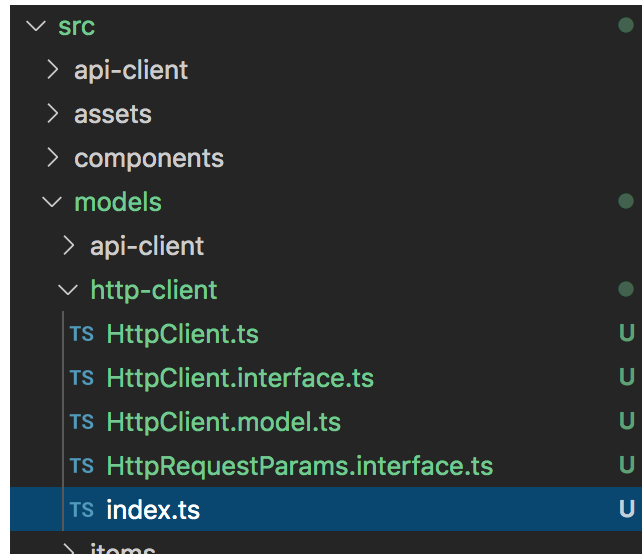 src
api-client
assets
components
models
api-client
http-client
TS HttpClient.ts U
TS HttpClient.interface.ts U
TS HttpClient.model.ts U
TS HttpRequestParams.interface.ts U
TS index.ts U
items